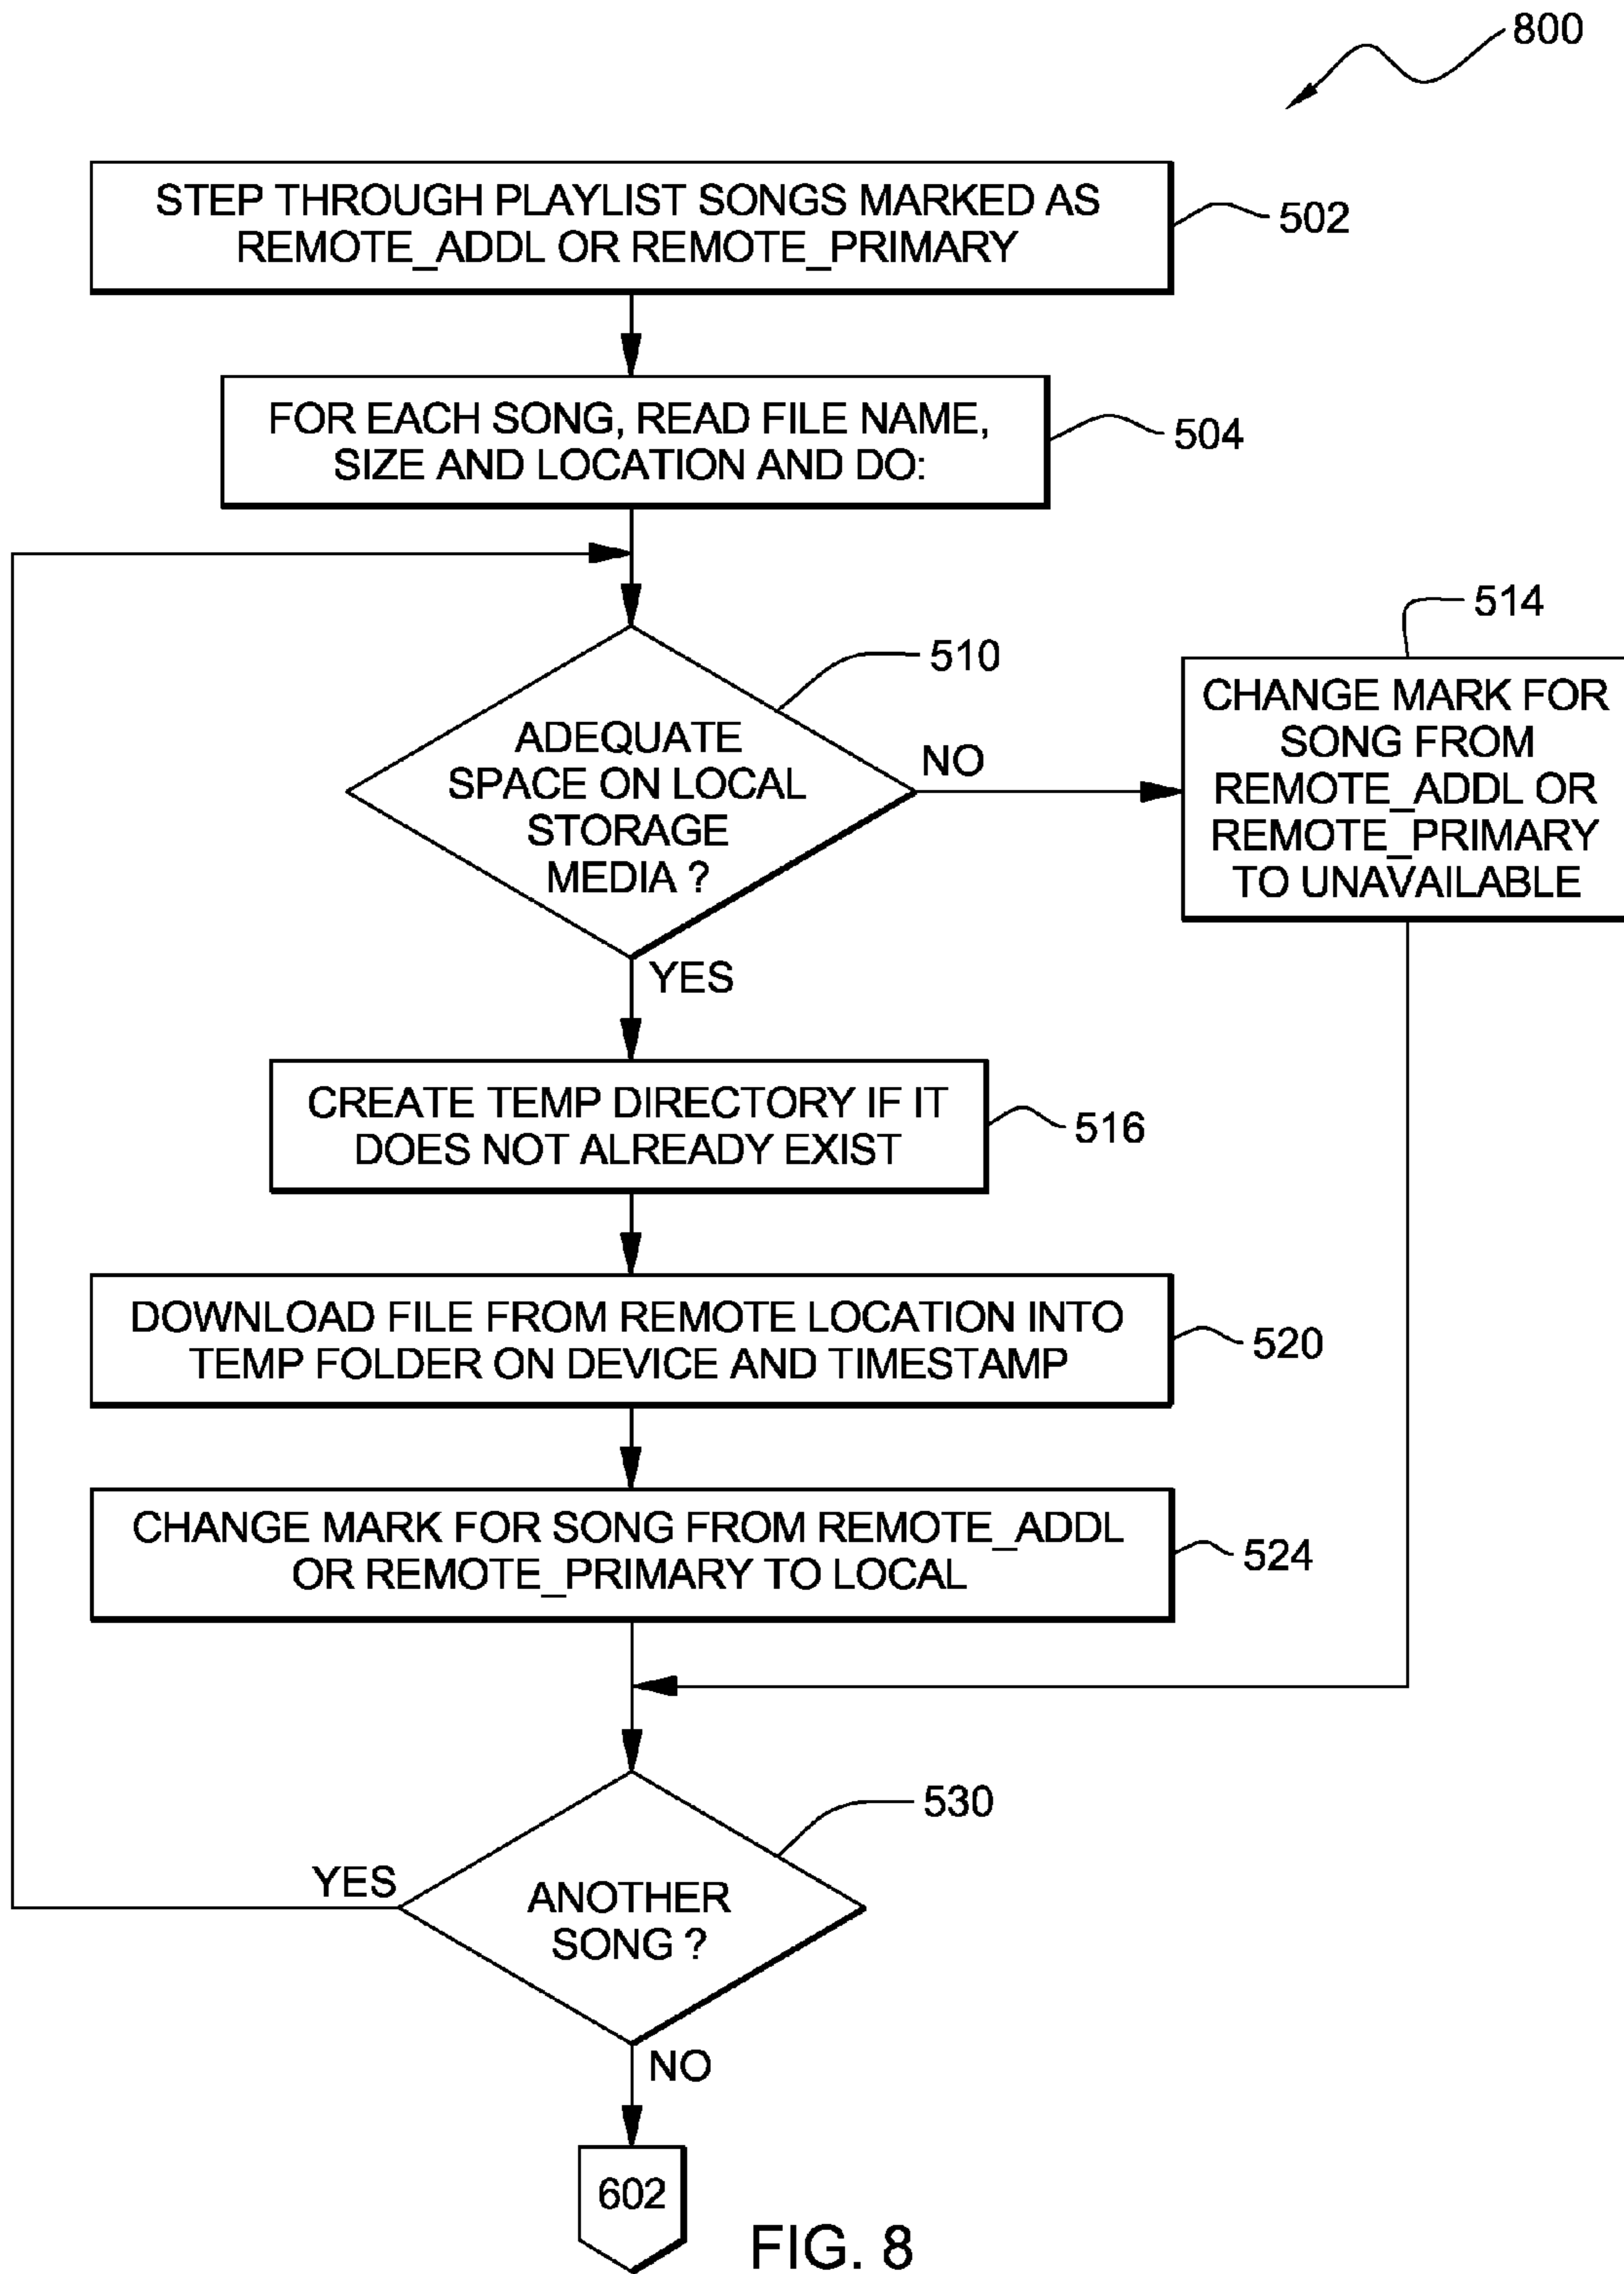 800
STEP THROUGH PLAYLIST SONGS MARKED AS
REMOTE_ADDL OR REMOTE_PRIMARY
502
FOR EACH SONG, READ FILE NAME,
SIZE AND LOCATION AND DO:
504
510
ADEQUATE
SPACE ON LOCAL
STORAGE
MEDIA ?
NO
514
CHANGE MARK FOR
SONG FROM
REMOTE_ADDL OR
REMOTE_PRIMARY
TO UNAVAILABLE
YES
CREATE TEMP DIRECTORY IF IT
DOES NOT ALREADY EXIST
516
DOWNLOAD FILE FROM REMOTE LOCATION INTO
TEMP FOLDER ON DEVICE AND TIMESTAMP
520
CHANGE MARK FOR SONG FROM REMOTE_ADDL
OR REMOTE_PRIMARY TO LOCAL
524
530
YES
ANOTHER
SONG ?
NO
602
FIG. 8